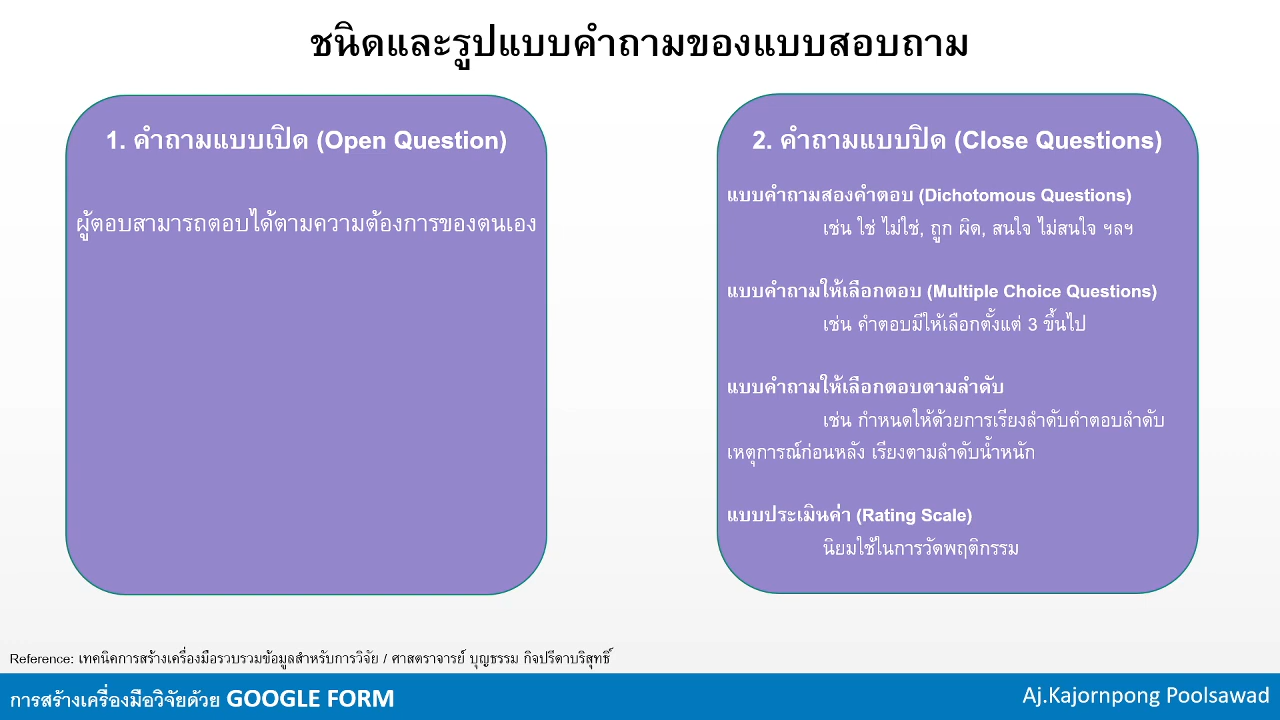 ชนิดและรูปแบบคำถามของแบบสอบถาม
1. คำถามแบบเปิด (Open Question)
ผู้ตอบสามารถตอบได้ตามความต้องการของตนเอง
2. คำถามแบบปิด (Close Questions)
แบบคำถามสองคำตอบ (Dichotomous Questions)
เช่น ใช่ ไม่ใช่, ถูก ผิด, สนใจ ไม่สนใจ ฯลฯ
แบบคำถามให้เลือกตอบ (Multiple Choice Questions)
เช่น คำตอบมีให้เลือกตั้งแต่ 3 ขึ้นไป
แบบคำถามให้เลือกตอบตามลำดับ
เช่น กำหนดให้ด้วยการเรียงลำดับคำตอบลำดับ
เหตุการณ์ก่อนหลัง เรียงตามลำดับน้ำหนัก
แบบประเมินค่า (Rating Scale)
นิยมใช้ในการวัดพฤติกรรม
Reference: เทคนิคการสร้างเครื่องมือรวบรวมข้อมูลสำหรับการวิจัย / ศาสตราจารย์ บุญธรรม กิจปรีดาบริสุทธิ์
การสร้างเครื่องมือวิจัยด้วย GOOGLE FORM
Aj.Kajornpong Poolsawad